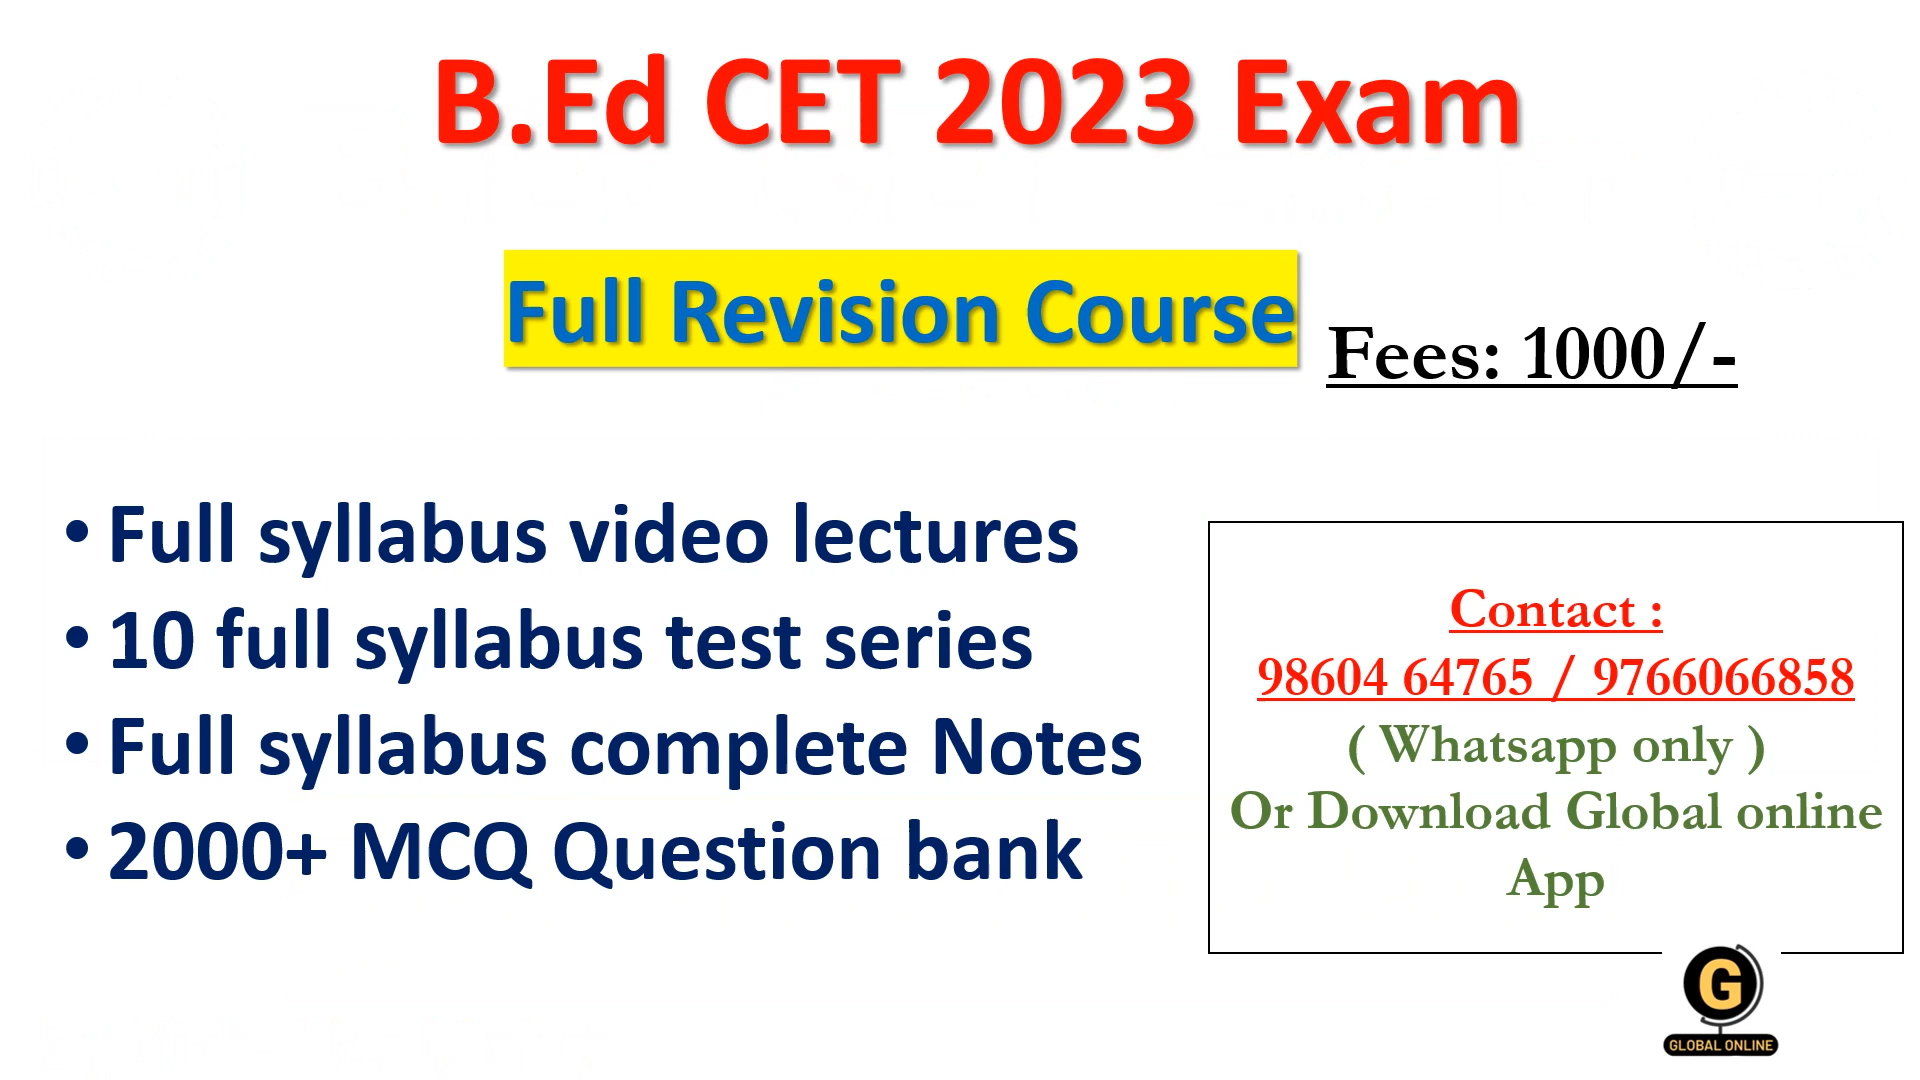 B.Ed CET 2023 Exam
Full Revision Course
Fees: 1000/-
• Full syllabus video lectures
• 10 full syllabus test series
• Full syllabus complete Notes
• 2000+ MCQ Question bank
Contact :
98604 64765 / 9766066858
( Whatsapp only )
Or Download Global online
App
G
GLOBAL ONLINE